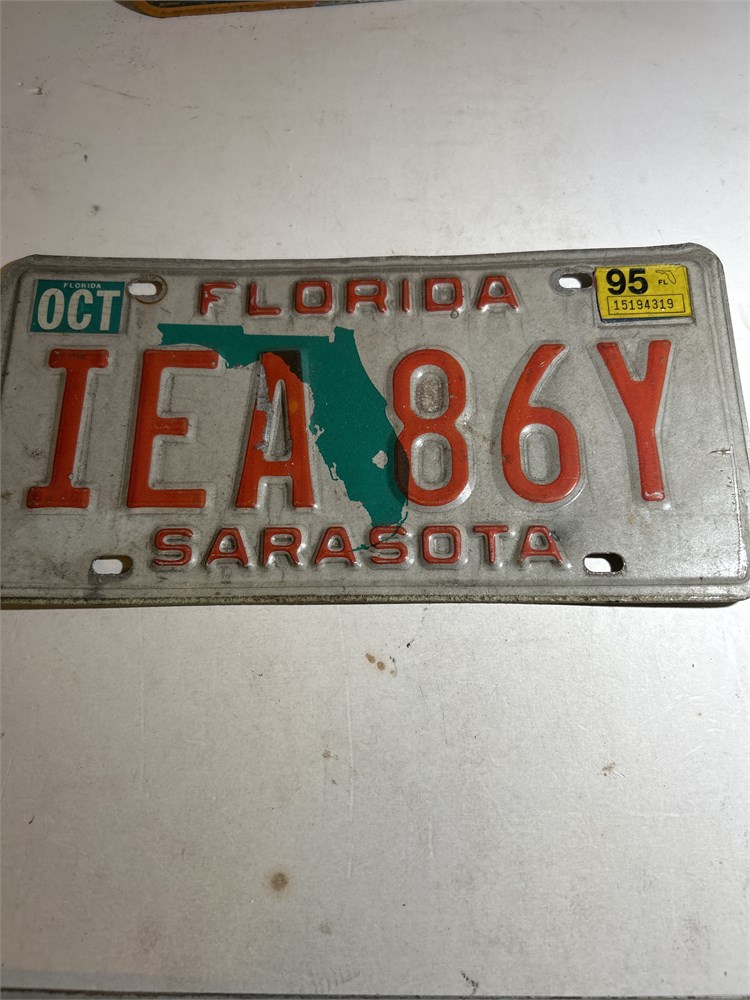 FLORIDA
OCT
FLORIDA
95
FL
15194319
IEA 86Y
SARASOTA